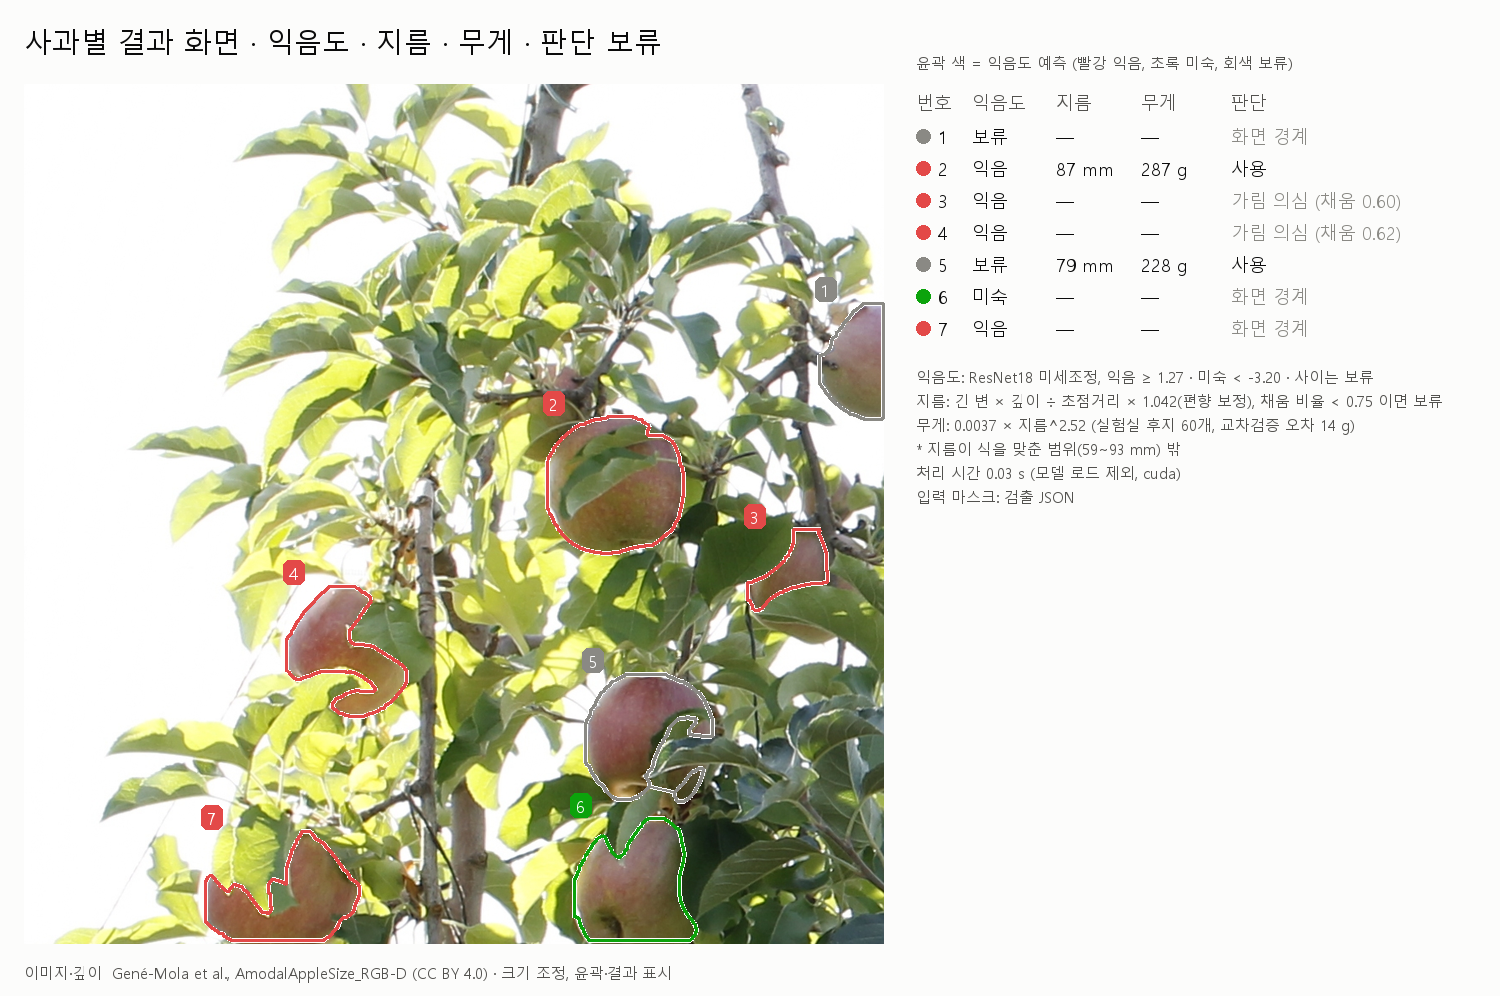 사과별 결과 화면 · 익음도 · 지름 · 무게 · 판단 보류
윤곽 색 = 익음도 예측 (빨강 익음, 초록 미숙, 회색 보류)
번호 익음도 지름 무게 판단
1 보류 — — 화면 경계
2 익음 87 mm 287 g 사용
3 익음 — — 가림 의심 (채움 0.60)
4 익음 — — 가림 의심 (채움 0.62)
5 보류 79 mm 228 g 사용
6 미숙 — — 화면 경계
7 익음 — — 화면 경계
익음도: ResNet18 미세조정, 익음 ≥ 1.27 · 미숙 < -3.20 · 사이는 보류
지름: 긴 변 × 깊이 ÷ 초점거리 × 1.042(편향 보정), 채움 비율 < 0.75 이면 보류
무게: 0.0037 × 지름^2.52 (실험실 후지 60개, 교차검증 오차 14 g)
* 지름이 식을 맞춘 범위(59~93 mm) 밖
처리 시간 0.03 s (모델 로드 제외, cuda)
입력 마스크: 검출 JSON
1
2
3
4
5
6
7
이미지·깊이 Gené-Mola et al., AmodalAppleSize_RGB-D (CC BY 4.0) · 크기 조정, 윤곽·결과 표시